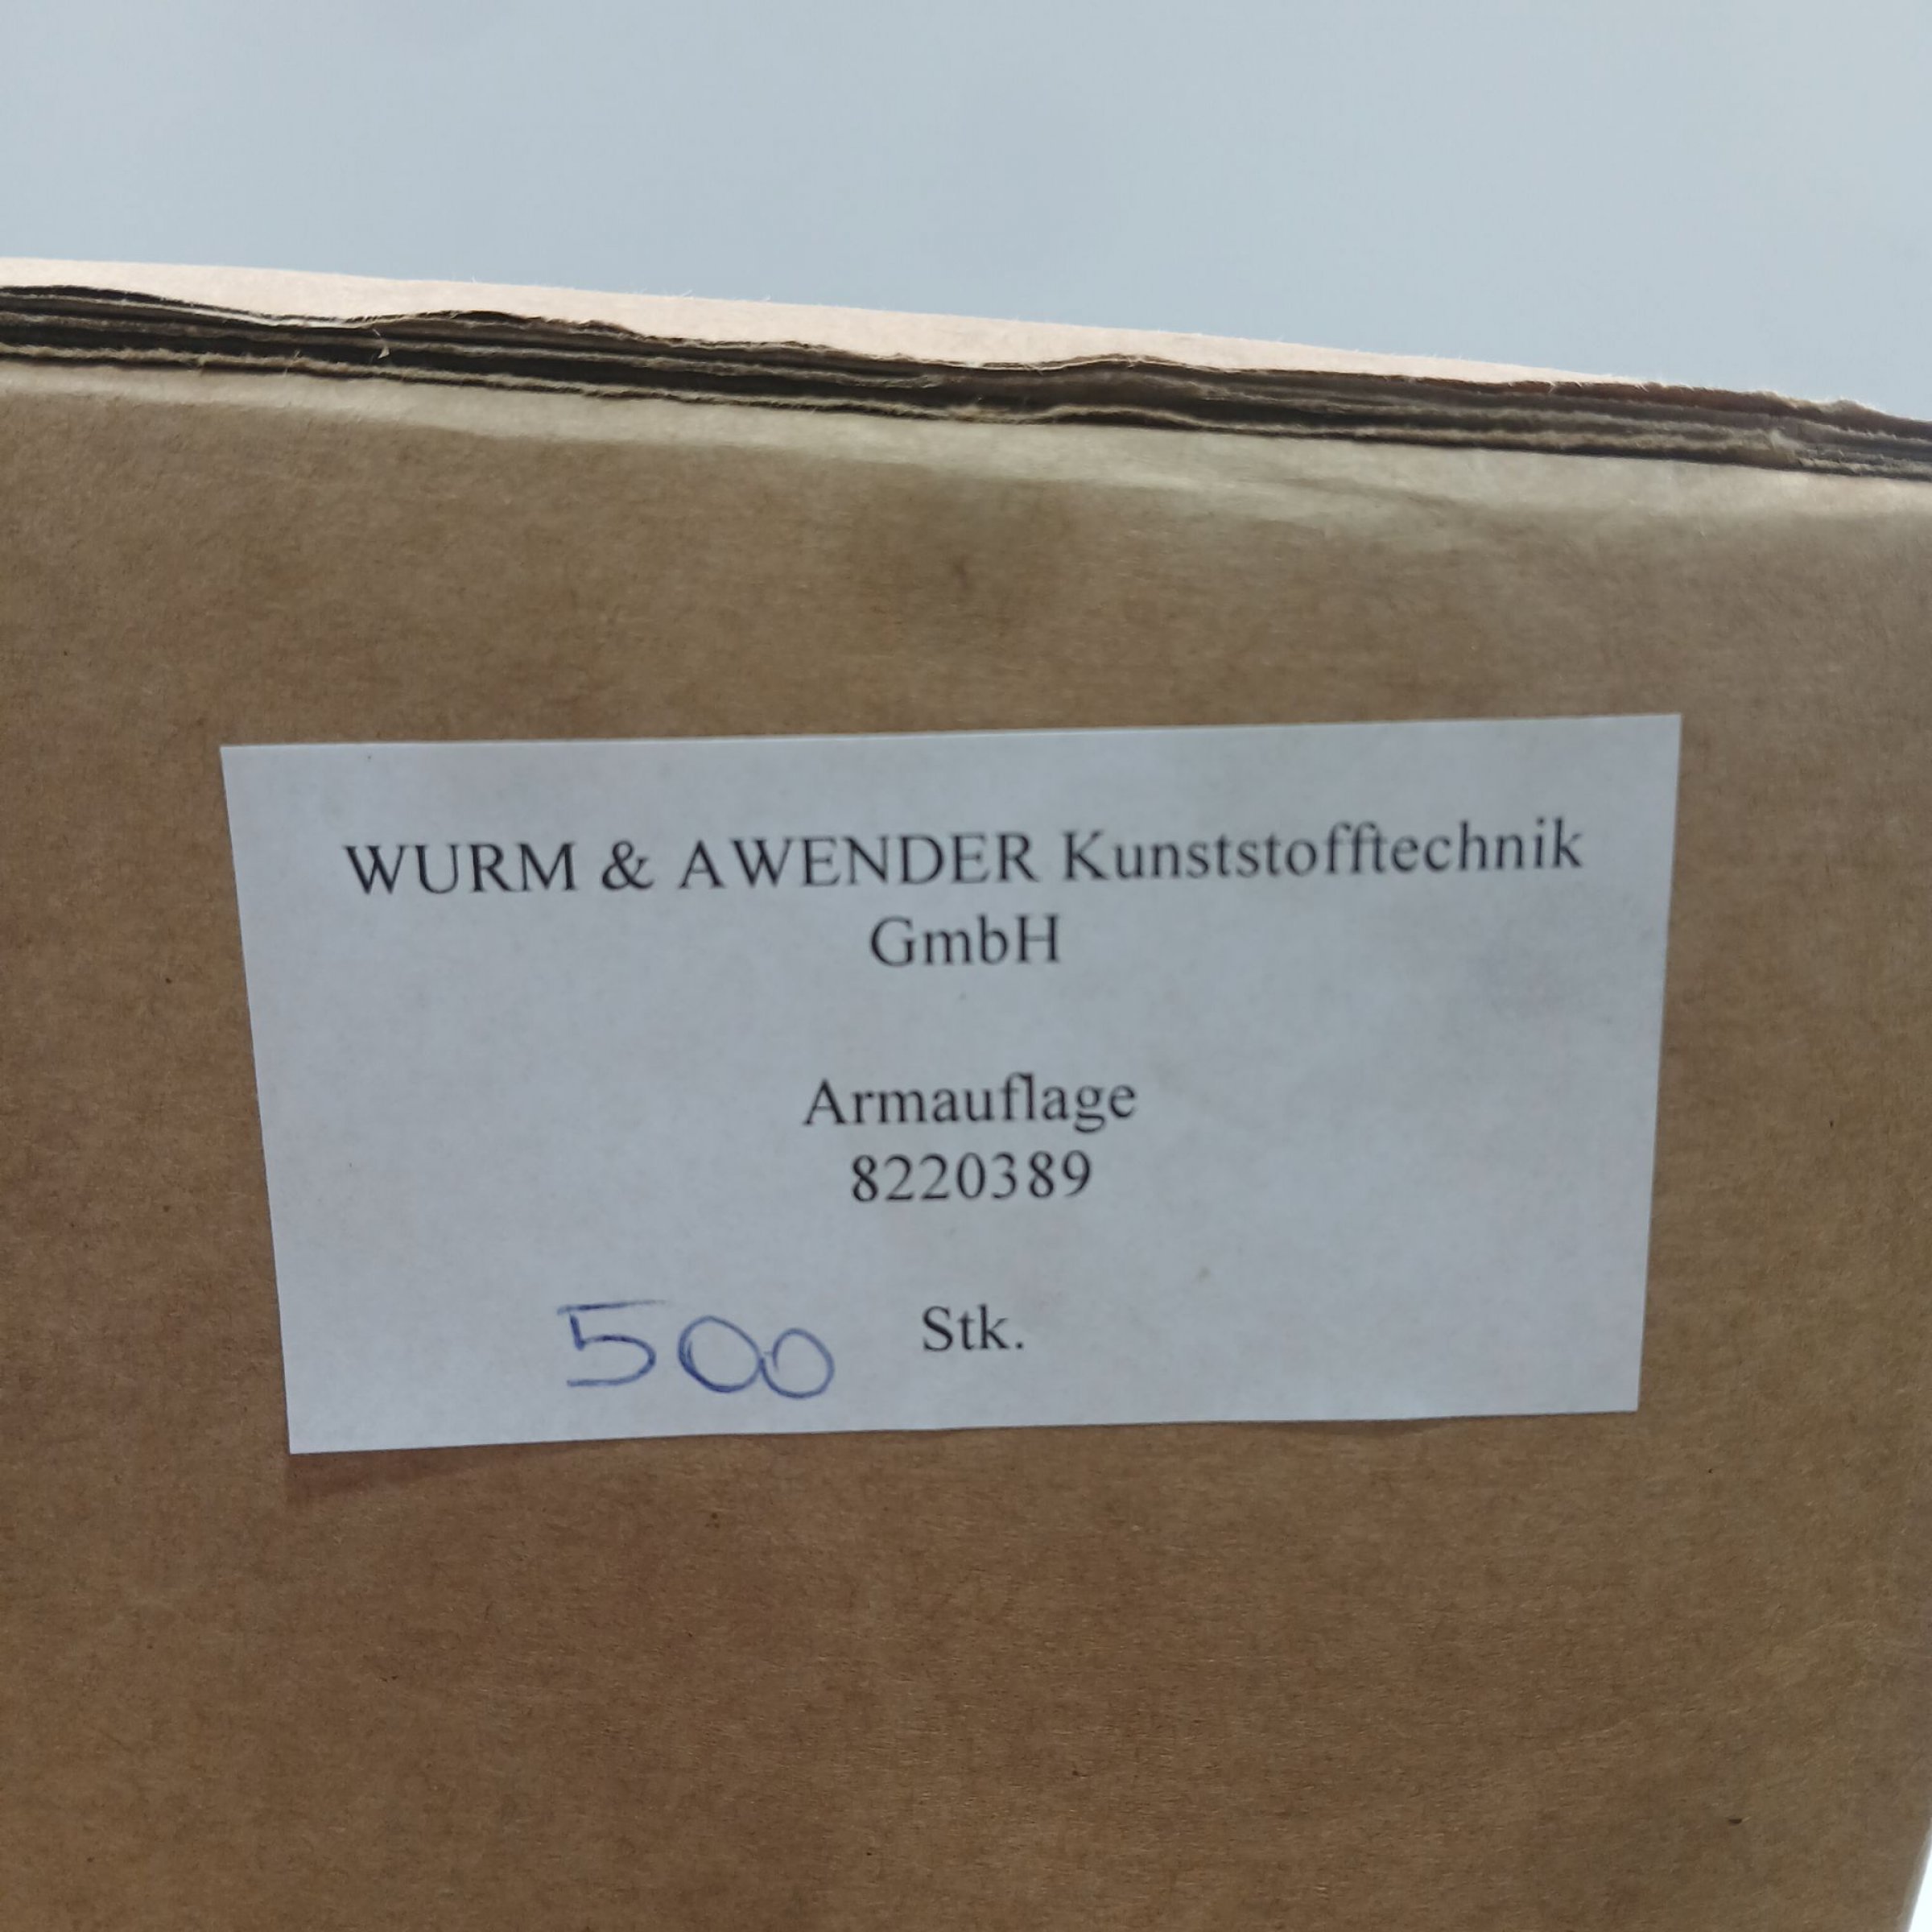 WURM & AWENDER Kunststofftechnik
GmbH
Armauflage
8220389
500 Stk.